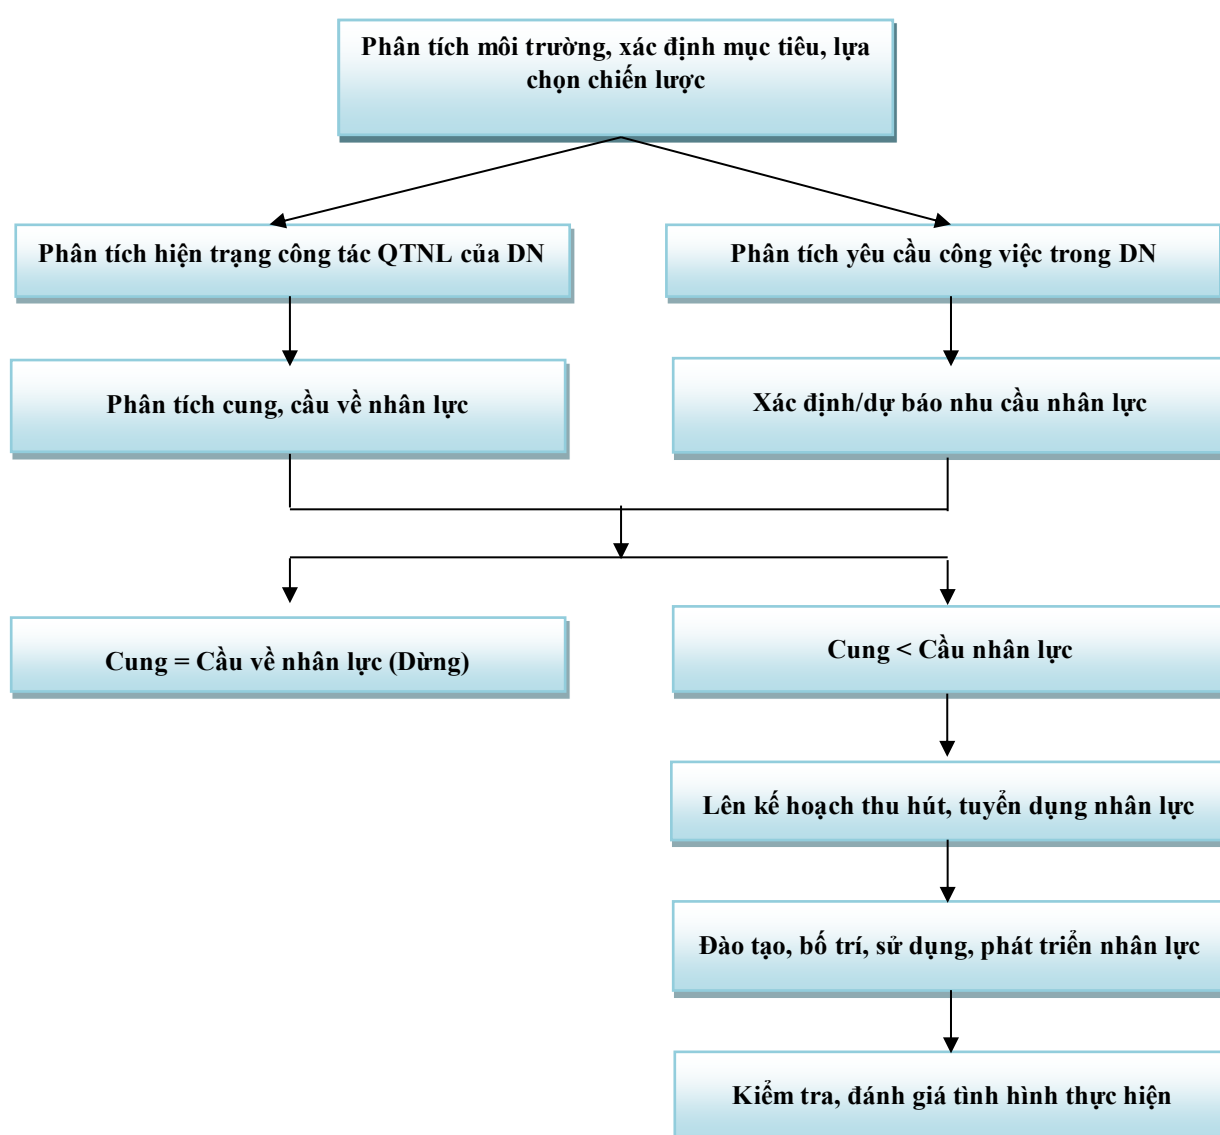 Phân tích môi trường, xác định mục tiêu, lựa
chọn chiến lược
Phân tích hiện trạng công tác QTNL của DN
Phân tích yêu cầu công việc trong DN
Phân tích cung, cầu về nhân lực
Xác định/dự báo nhu cầu nhân lực
Cung = Cầu về nhân lực (Dừng)
Cung < Cầu nhân lực
Lên kế hoạch thu hút, tuyển dụng nhân lực
Đào tạo, bố trí, sử dụng, phát triển nhân lực
Kiểm tra, đánh giá tình hình thực hiện